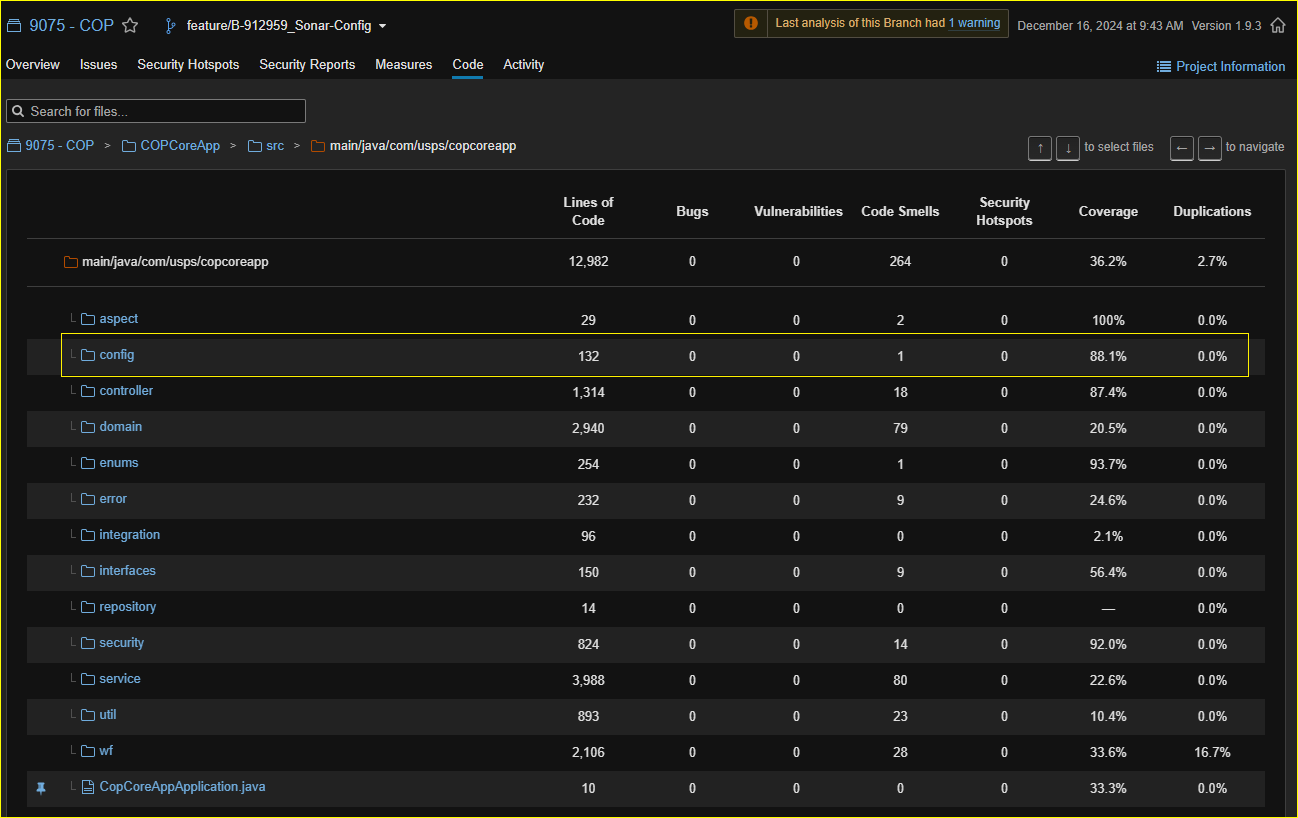 9075 - COP feature/B-912959_Sonar-Config Last analysis of this Branch had 1 warning December 16, 2024 at 9:43 AM Version 1.9.3
Overview Issues Security Hotspots Security Reports Measures Code Activity Project Information
Search for files...
9075 - COP > COPCoreApp > src > main/java/com/usps/copcoreapp ↑ ↓ to select files ← → to navigate
Lines of Code Bugs Vulnerabilities Code Smells Security Hotspots Coverage Duplications
main/java/com/usps/copcoreapp 12,982 0 0 264 0 36.2% 2.7%
aspect 29 0 0 2 0 100% 0.0%
config 132 0 0 1 0 88.1% 0.0%
controller 1,314 0 0 18 0 87.4% 0.0%
domain 2,940 0 0 79 0 20.5% 0.0%
enums 254 0 0 1 0 93.7% 0.0%
error 232 0 0 9 0 24.6% 0.0%
integration 96 0 0 0 0 2.1% 0.0%
interfaces 150 0 0 9 0 56.4% 0.0%
repository 14 0 0 0 0 — 0.0%
security 824 0 0 14 0 92.0% 0.0%
service 3,988 0 0 80 0 22.6% 0.0%
util 893 0 0 23 0 10.4% 0.0%
wf 2,106 0 0 28 0 33.6% 16.7%
CopCoreAppApplication.java 10 0 0 0 0 33.3% 0.0%